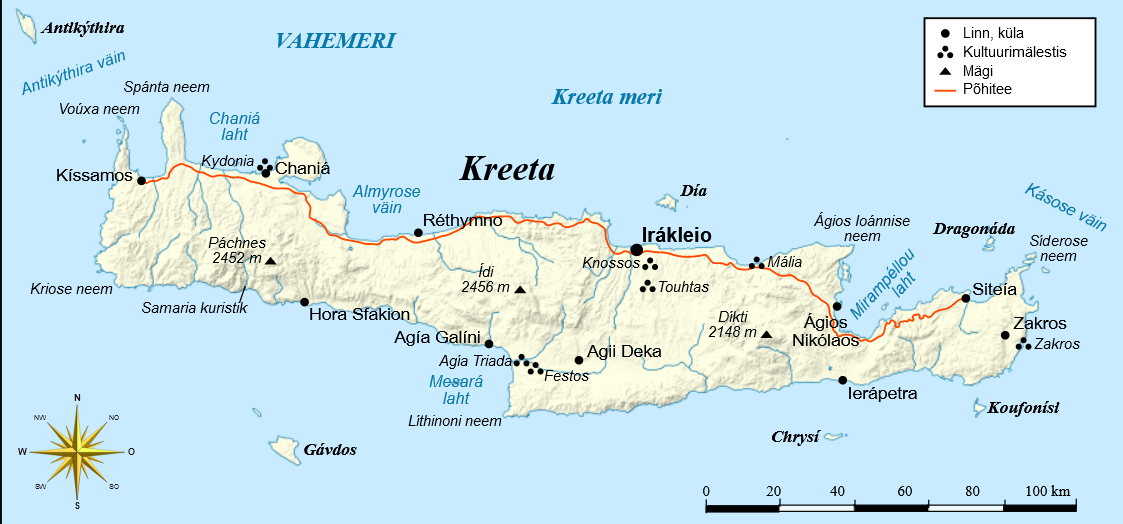 Antikýthira
VAHEMERI
Linn, küla
Kultuurimälestis
Mägi
Põhitee
Antikýthira väin
Spánta neem
Voúxa neem
Kreeta meri
Chaniá
laht
Kydonia
Chaniá
Kíssamos
Kreeta
Almyrose
väin
Réthymno
Día
Kásose väin
Ágios Ioánnise
neem
Dragonáda
Síderose
neem
Irákleio
Knossos
Mália
Touhtas
Mirampéllou
laht
Páchnes
2452 m
Ídi
2456 m
Kriose neem
Samaria kuristik
Hora Sfakion
Siteía
Dikti
2148 m
Ágios
Nikólaos
Zakros
Zakros
Agía Galíni
Agia Triada
Agii Deka
Festos
Mesará
laht
Lithinoni neem
Ierápetra
Koufonísi
Chrysí
Gávdos
N
NW
NO
W
O
SW
SO
S
0 20 40 60 80 100 km